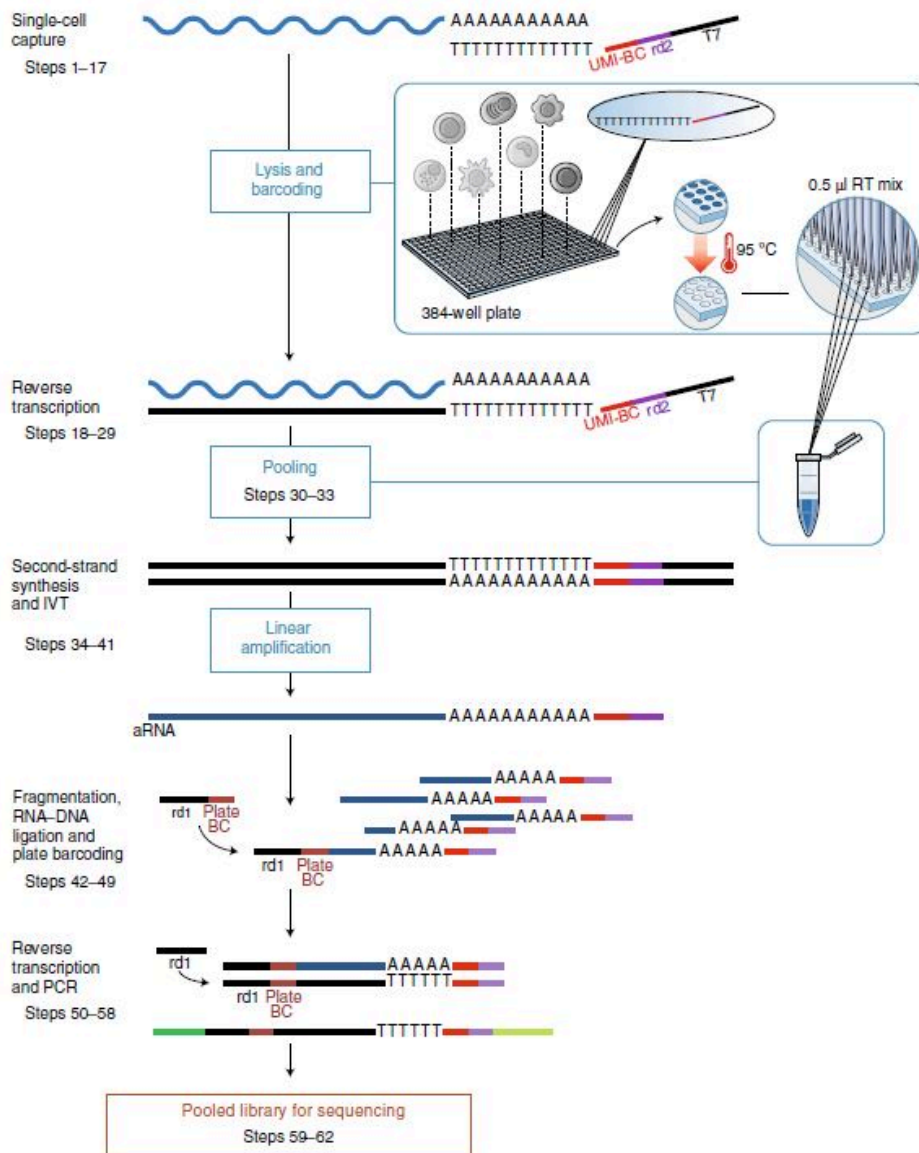 Single-cell
capture
Steps 1–17
AAAAAAAAAAA
TTTTTTTTTTTTT
UMI-BC rd2 T7
Lysis and
barcoding
TTTTTTTTTTTT
0.5 µl RT mix
95 °C
384-well plate
Reverse
transcription
Steps 18–29
AAAAAAAAAAA
TTTTTTTTTTTTT
UMI-BC rd2 T7
Pooling
Steps 30–33
Second-strand
synthesis
and IVT
Steps 34–41
TTTTTTTTTTTTT
AAAAAAAAAAA
Linear
amplification
AAAAAAAAAAA
aRNA
Fragmentation,
RNA–DNA
ligation and
plate barcoding
Steps 42–49
rd1 Plate
BC
AAAAA
AAAAA
AAAAA
AAAAA
AAAAA
rd1 Plate
BC
Reverse
transcription
and PCR
Steps 50–58
rd1
AAAAA
TTTTTT
rd1 Plate
BC
TTTTTT
Pooled library for sequencing
Steps 59–62